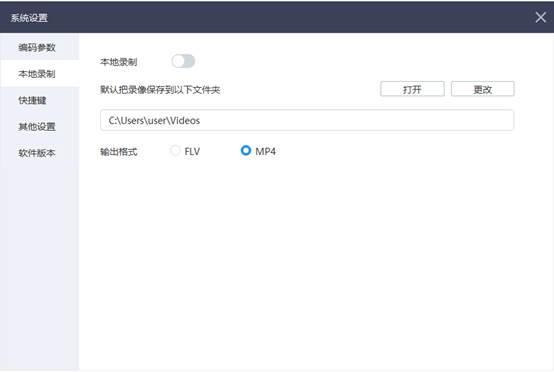 系统设置
编码参数
本地录制
快捷键
其他设置
软件版本
本地录制
默认把录像保存到以下文件夹
打开
更改
C:\Users\user\Videos
输出格式
FLV
MP4